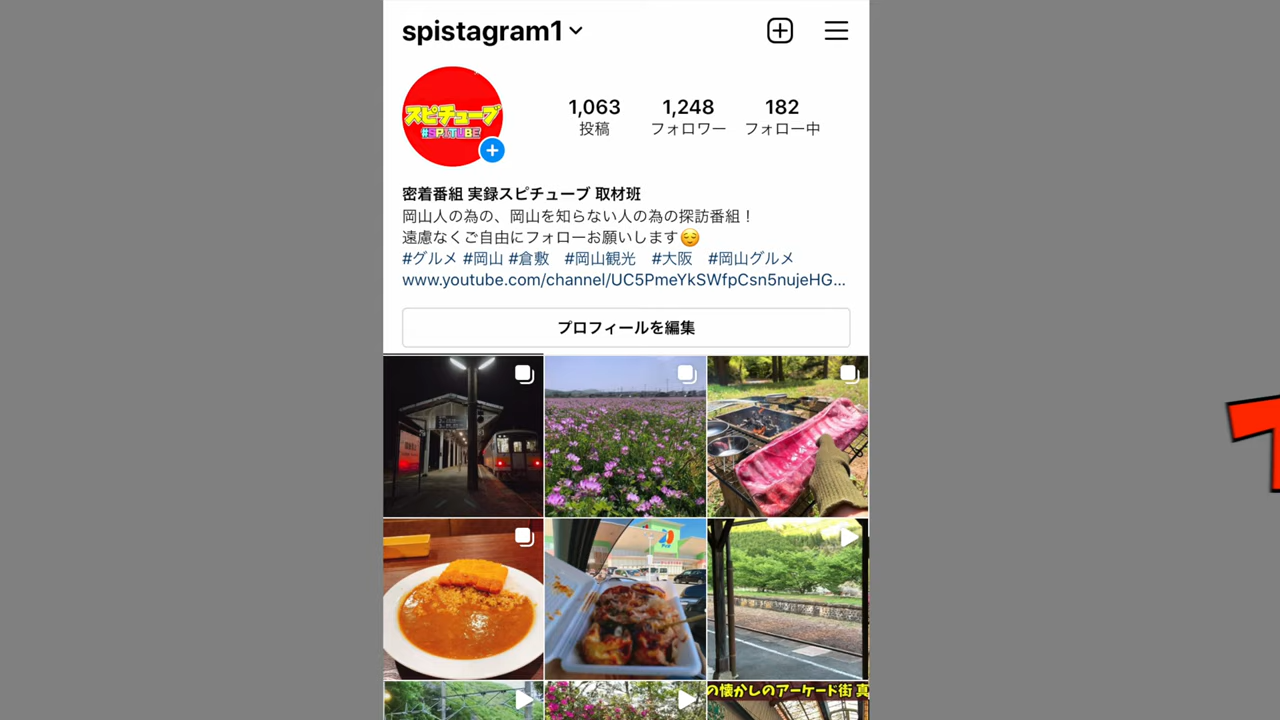 spistagram1
スピチューブ
#SPITUBE
1,063
投稿
1,248
フォロワー
182
フォロー中
密着番組 実録スピチューブ 取材班
岡山人の為の、岡山を知らない人の為の探訪番組！
遠慮なくご自由にフォローお願いします😌
#グルメ #岡山 #倉敷　#岡山観光　#大阪　#岡山グルメ
www.youtube.com/channel/UC5PmeYkSWfpCsn5nujeHG...
プロフィールを編集
の懐かしのアーケード街 真